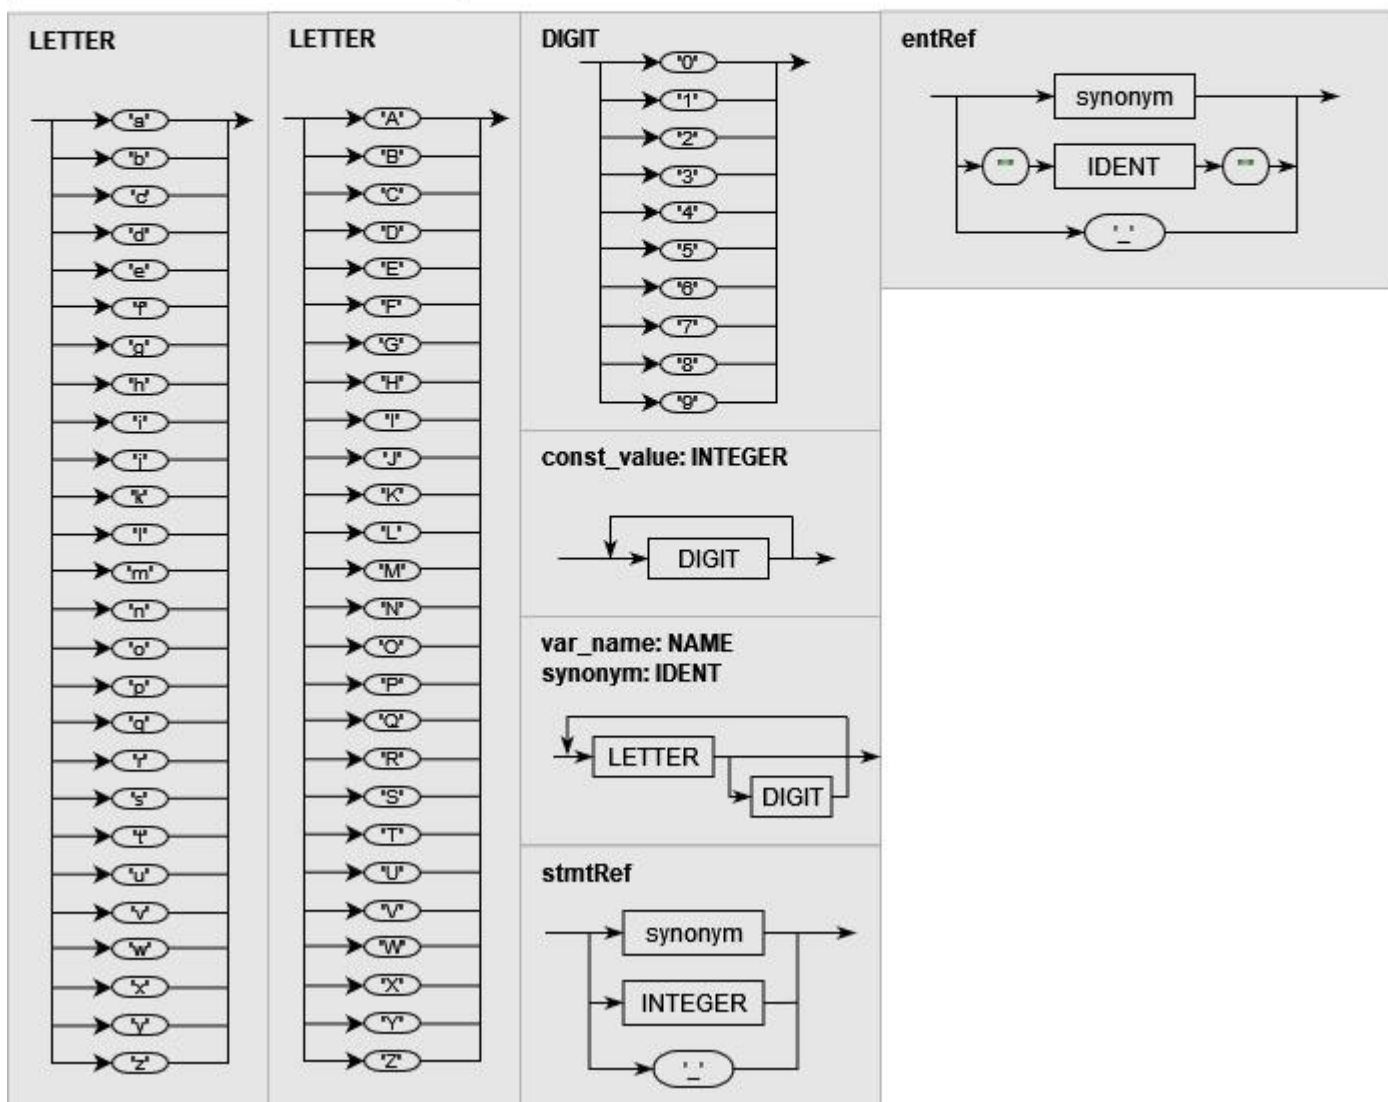 LETTER
"a"
"b"
"c"
"d"
"e"
"f"
"g"
"h"
"i"
"j"
"k"
"l"
"m"
"n"
"o"
"p"
"q"
"r"
"s"
"t"
"u"
"v"
"w"
"x"
"y"
"z"
LETTER
"A"
"B"
"C"
"D"
"E"
"F"
"G"
"H"
"I"
"J"
"K"
"L"
"M"
"N"
"O"
"P"
"Q"
"R"
"S"
"T"
"U"
"V"
"W"
"X"
"Y"
"Z"
DIGIT
"0"
"1"
"2"
"3"
"4"
"5"
"6"
"7"
"8"
"9"
const_value: INTEGER
DIGIT
var_name: NAME
synonym: IDENT
LETTER
DIGIT
stmtRef
synonym
INTEGER
'_'
entRef
synonym
'"' IDENT '"'
'_'